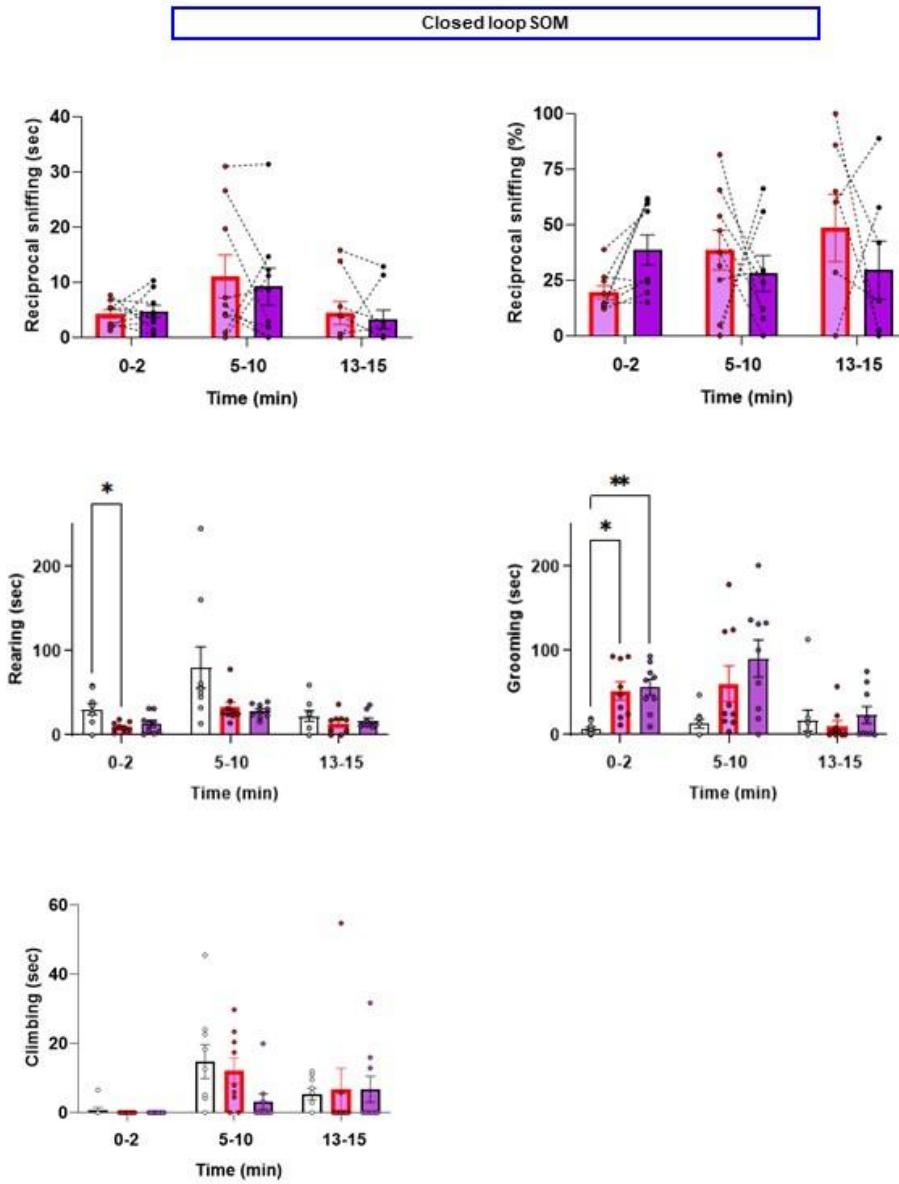 Closed loop SOM
Reciprocal sniffing (sec)
40
30
20
10
0
0-2 5-10 13-15
Time (min)
Reciprocal sniffing (%)
100
75
50
25
0
0-2 5-10 13-15
Time (min)
*
Rearing (sec)
200
100
0
0-2 5-10 13-15
Time (min)
**
*
Grooming (sec)
200
100
0
0-2 5-10 13-15
Time (min)
Climbing (sec)
60
40
20
0
0-2 5-10 13-15
Time (min)